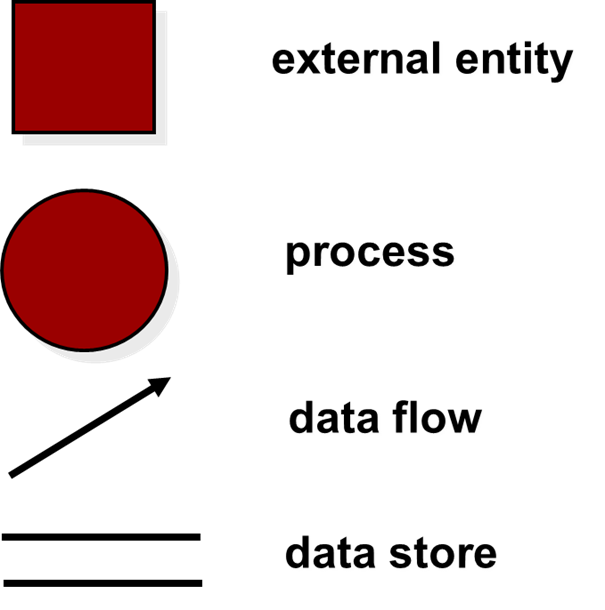 external entity
process
data flow
data store